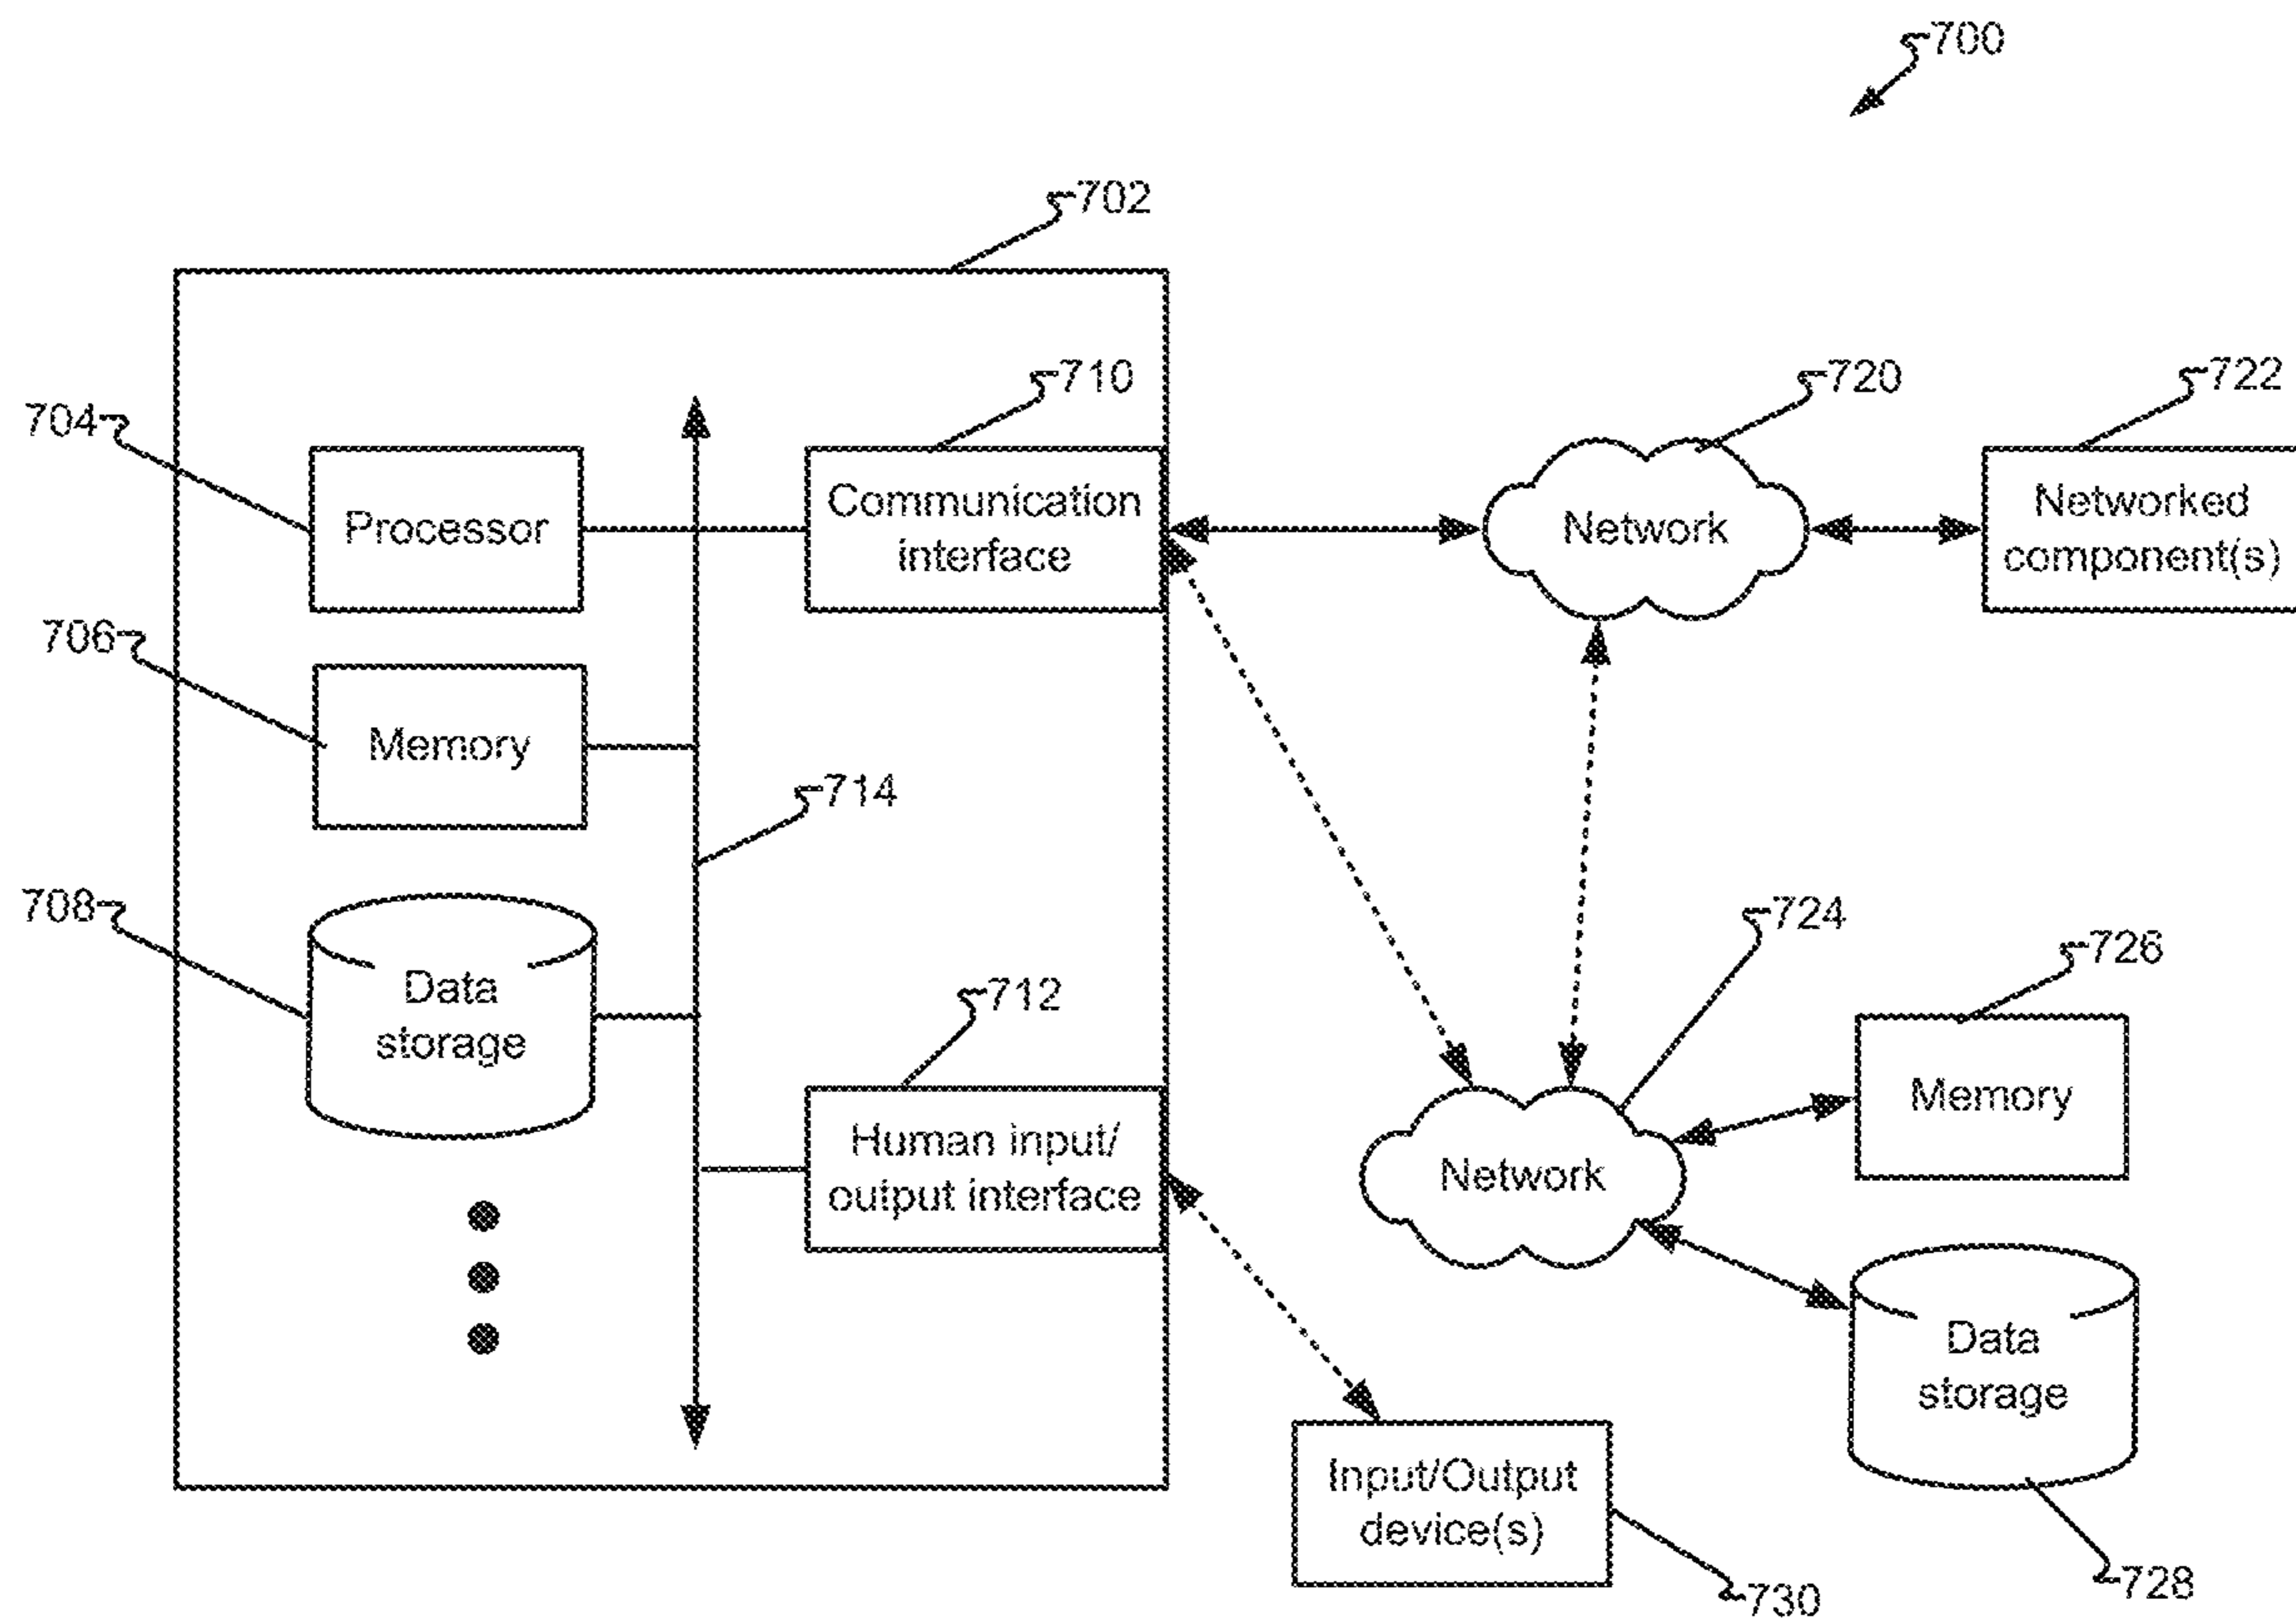 700
702
710
720
722
704
Processor
Communication
interface
Network
Networked
component(s)
706
Memory
714
708
Data
storage
712
724
726
Human input/
output interface
Network
Memory
Data
storage
Input/Output
device(s)
730
728